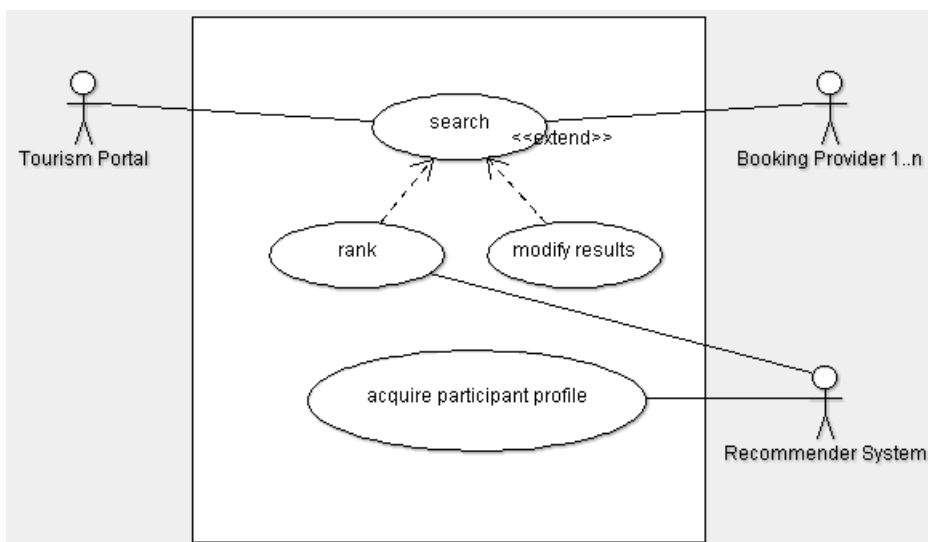 search
<<extend>>
Tourism Portal
Booking Provider 1..n
rank
modify results
acquire participant profile
Recommender System